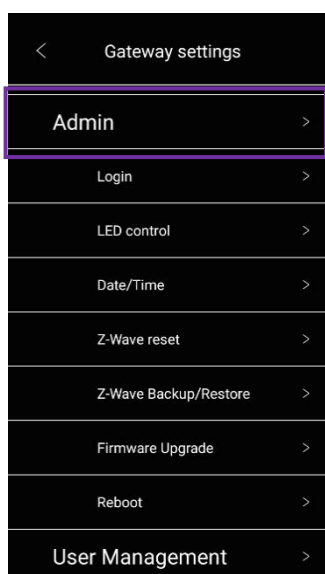 Gateway settings
Admin
Login
LED control
Date/Time
Z-Wave reset
Z-Wave Backup/Restore
Firmware Upgrade
Reboot
User Management